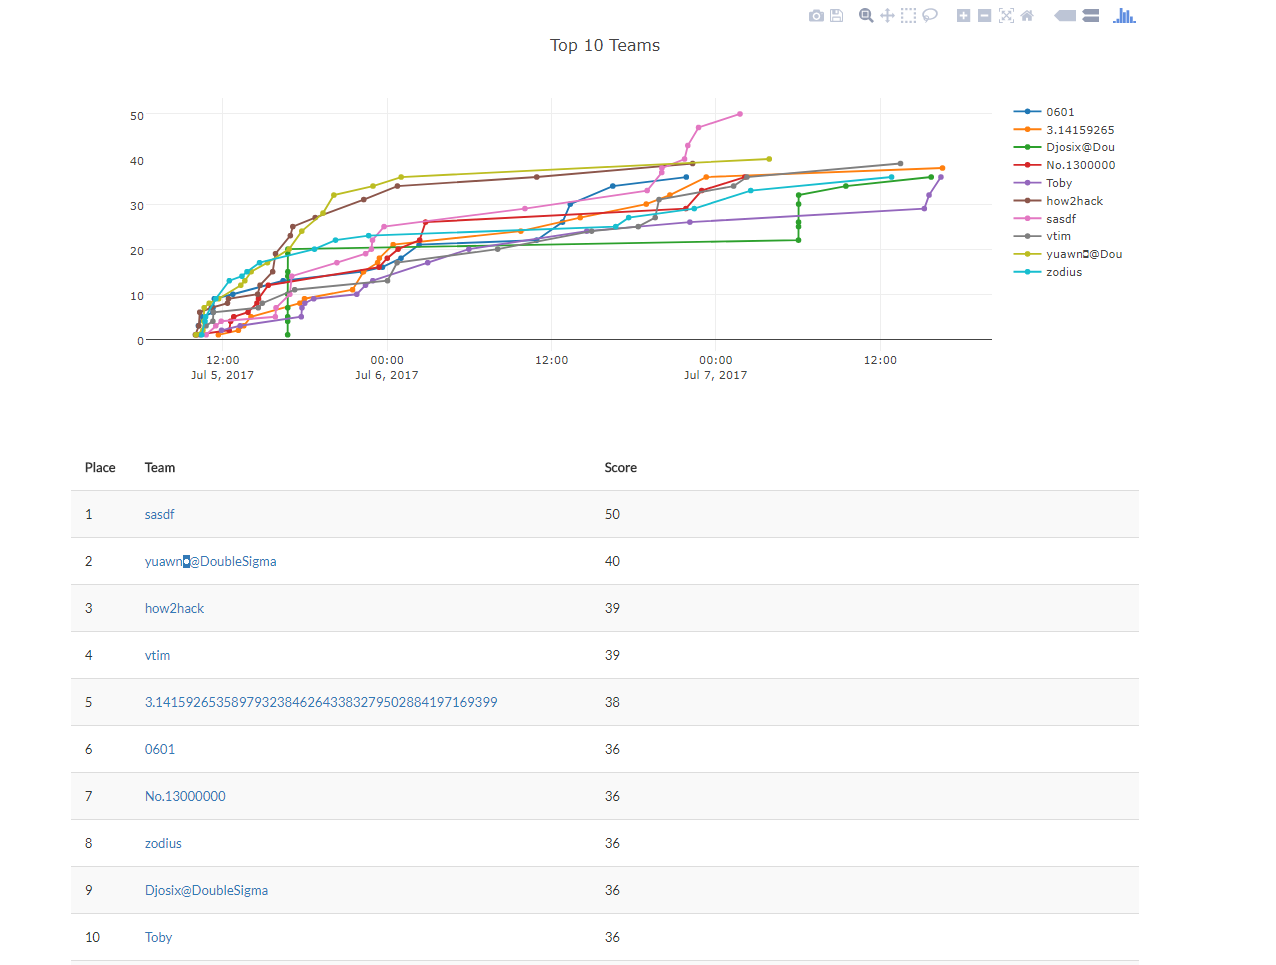 Top 10 Teams
50
40
30
20
10
0
12:00
Jul 5, 2017
00:00
Jul 6, 2017
12:00
00:00
Jul 7, 2017
12:00
0601
3.14159265
Djosix@Dou
No.1300000
Toby
how2hack
sasdf
vtim
yuawn◘@Dou
zodius
Place Team Score
1 sasdf 50
2 yuawn◘@DoubleSigma 40
3 how2hack 39
4 vtim 39
5 3.14159265358979323846264338327950288419716​9399 38
6 0601 36
7 No.13000000 36
8 zodius 36
9 Djosix@DoubleSigma 36
10 Toby 36